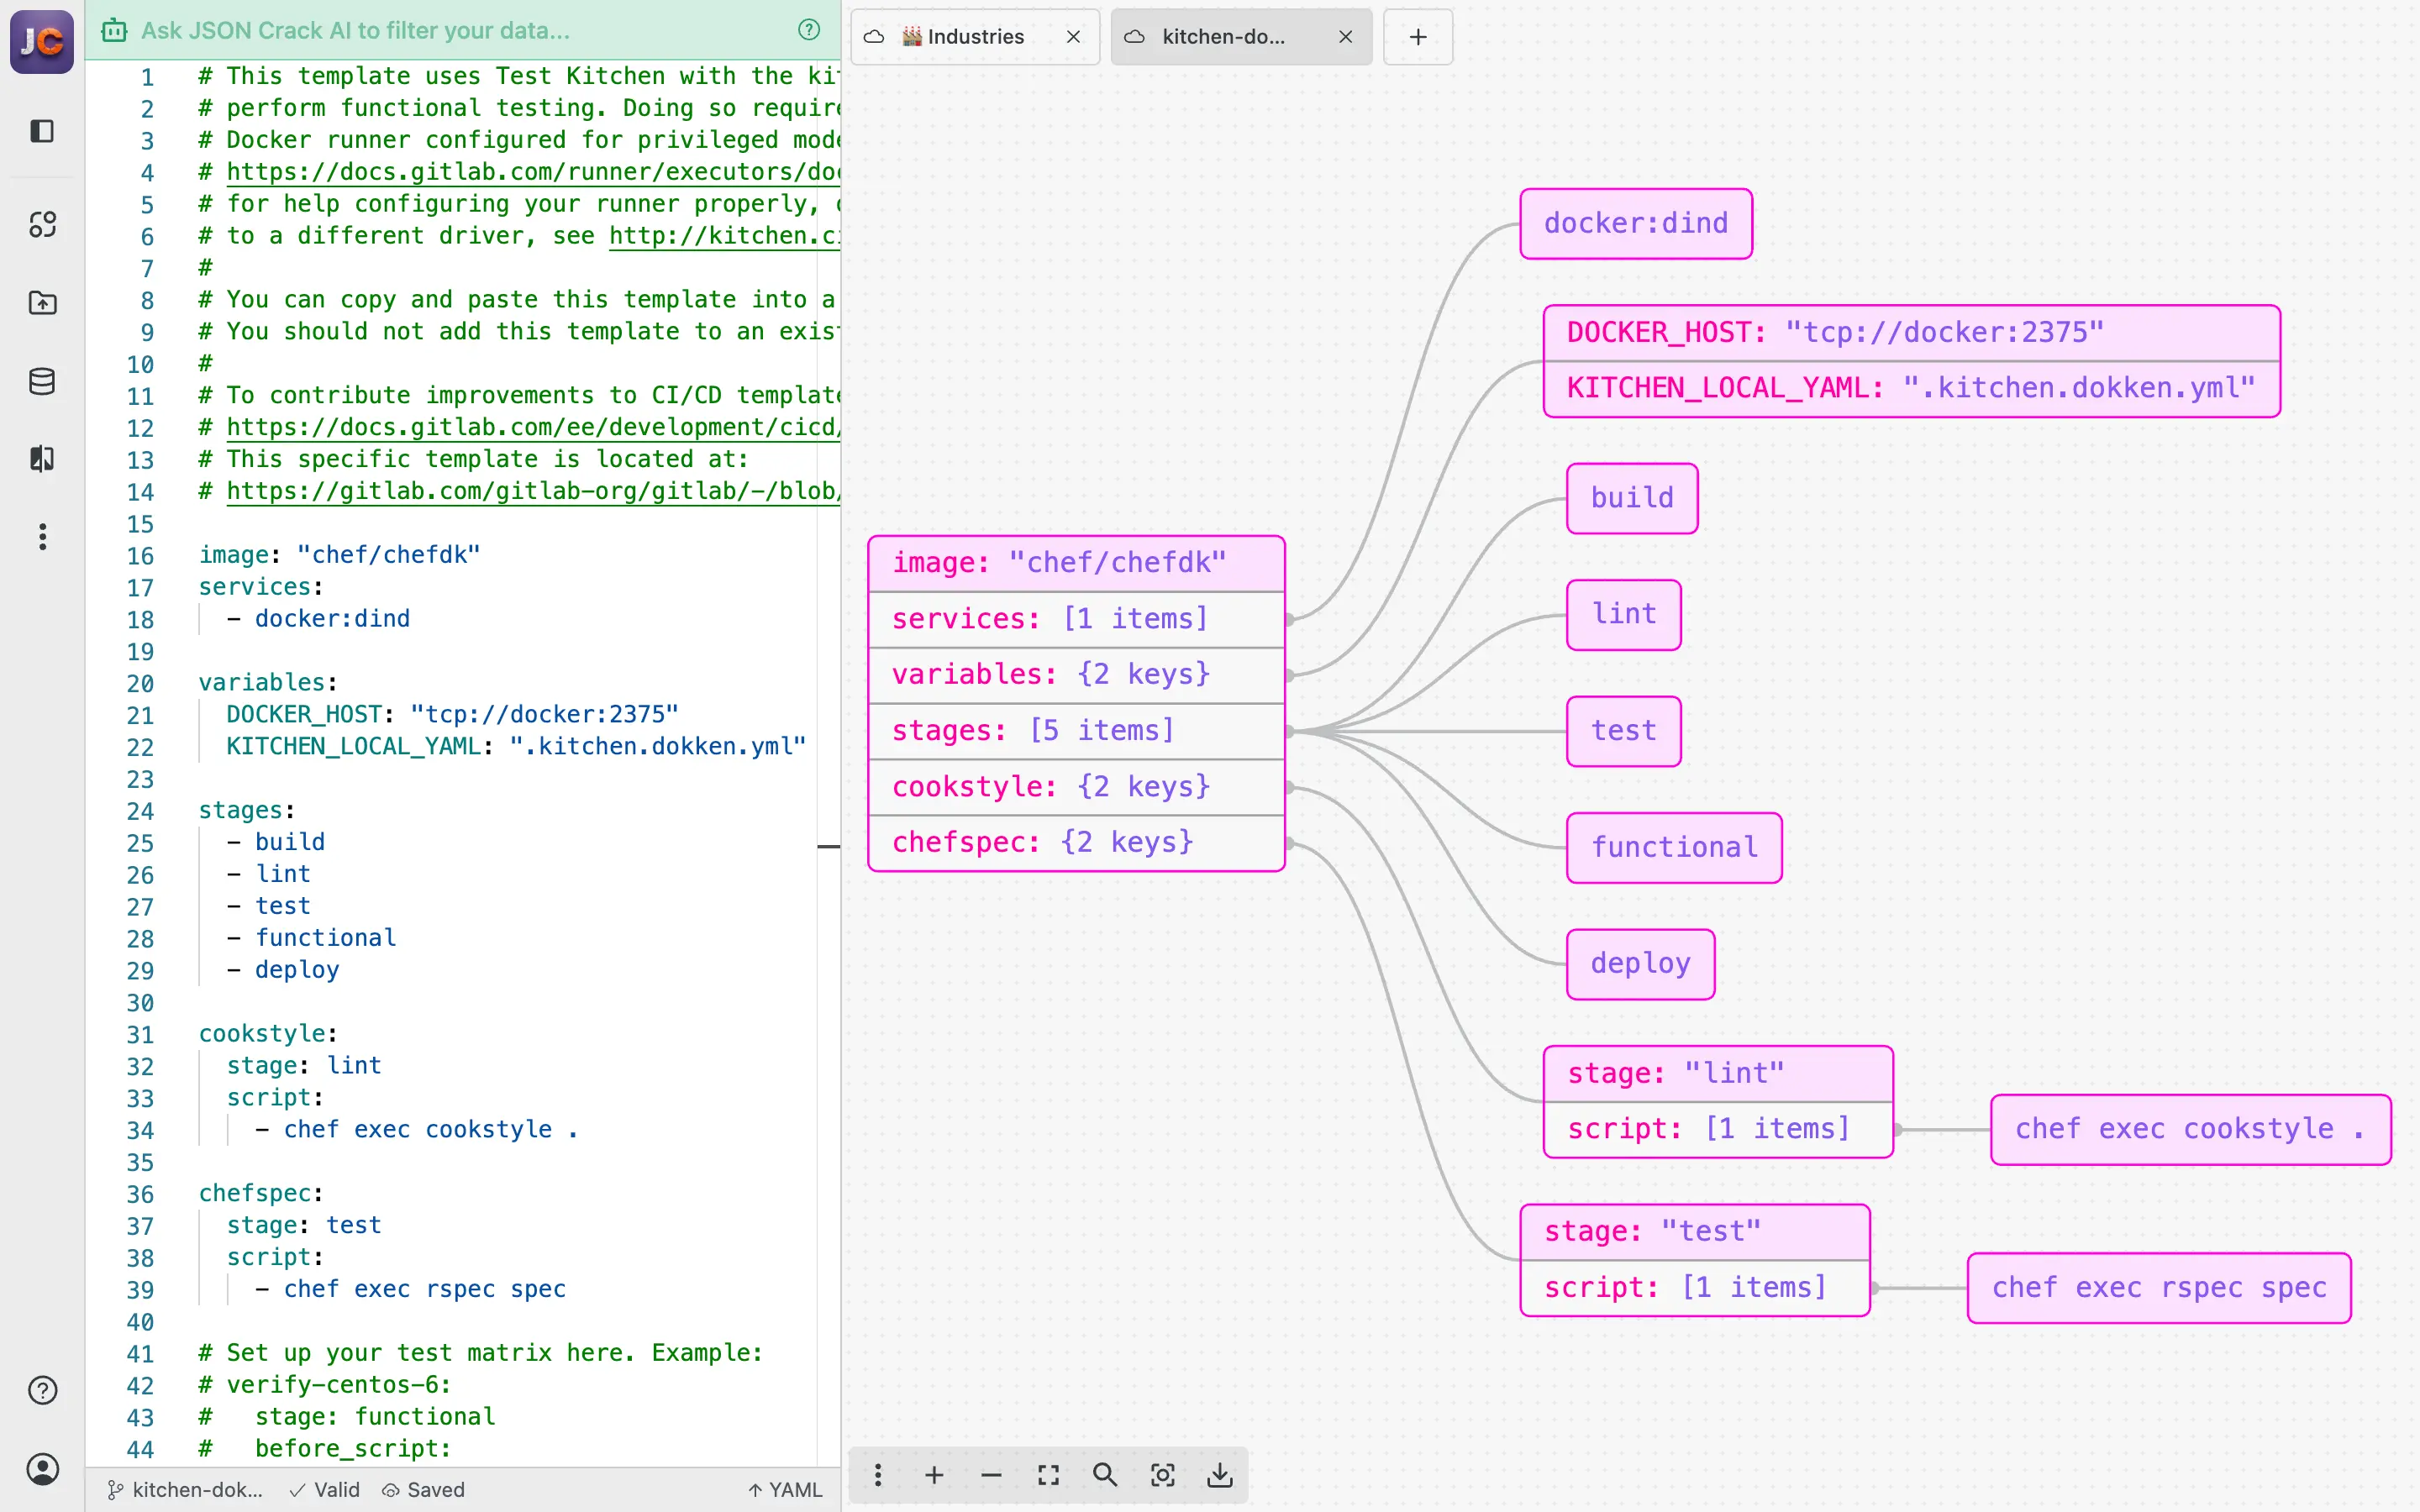 JC
Ask JSON Crack AI to filter your data...
1 # This template uses Test Kitchen with the
2 # perform functional testing. Doing so
3 # Docker runner configured for privileged
4 # https://docs.gitlab.com/runner/executors/
5 # for help configuring your runner properly,
6 # to a different driver, see http://kitchen.
7 #
8 # You can copy and paste this template into a
9 # You should not add this template to an
10 #
11 # To contribute improvements to CI/CD
12 # https://docs.gitlab.com/ee/development/cicd/
13 # This specific template is located at:
14 # https://gitlab.com/gitlab-org/gitlab/-/blob/
15
16 image: "chef/chefdk"
17 services:
18 - docker:dind
19
20 variables:
21 DOCKER_HOST: "tcp://docker:2375"
22 KITCHEN_LOCAL_YAML: ".kitchen.dokken.yml"
23
24 stages:
25 - build
26 - lint
27 - test
28 - functional
29 - deploy
30
31 cookstyle:
32 stage: lint
33 script:
34 - chef exec cookstyle .
35
36 chefspec:
37 stage: test
38 script:
39 - chef exec rspec spec
40
41 # Set up your test matrix here. Example:
42 # verify-centos-6:
43 #   stage: functional
44 #   before_script:
kitchen-dok...
Valid
Saved
YAML
Industries
kitchen-do...
image: "chef/chefdk"
services: [1 items]
variables: {2 keys}
stages: [5 items]
cookstyle: {2 keys}
chefspec: {2 keys}
docker:dind
DOCKER_HOST: "tcp://docker:2375"
KITCHEN_LOCAL_YAML: ".kitchen.dokken.yml"
build
lint
test
functional
deploy
stage: "lint"
script: [1 items]
chef exec cookstyle .
stage: "test"
script: [1 items]
chef exec rspec spec